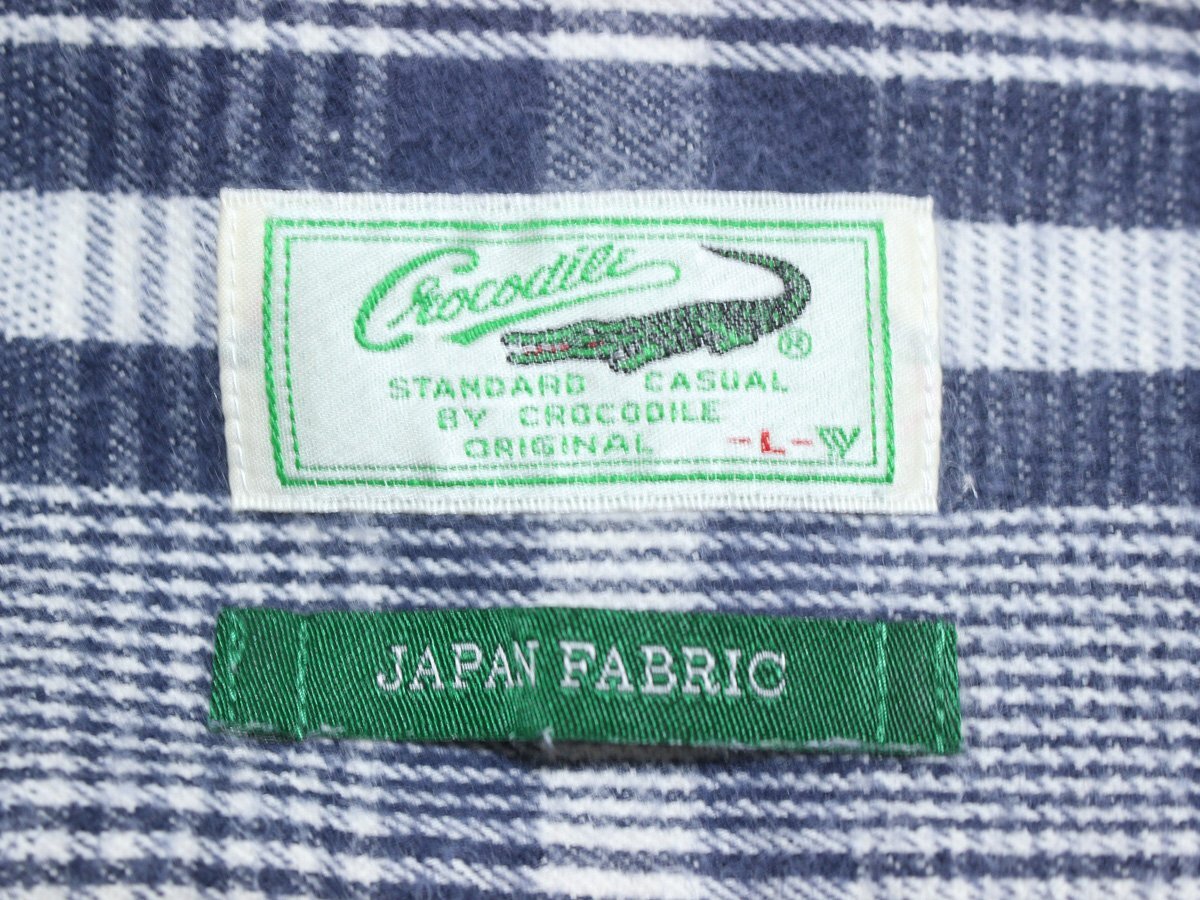 Crocodile
®
STANDARD CASUAL
BY CROCODILE
ORIGINAL -L-
JAPAN FABRIC